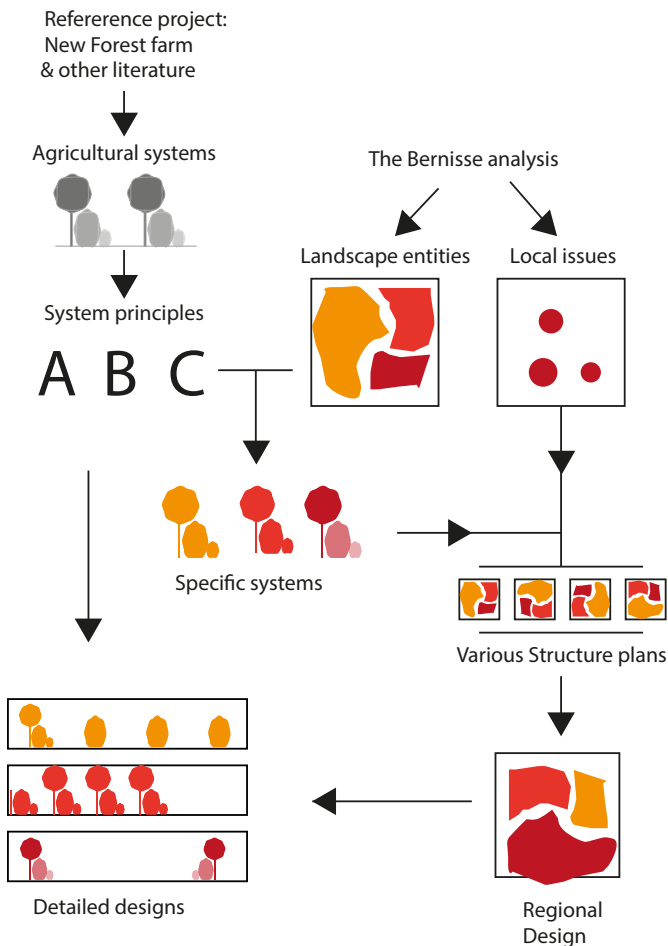 Refererence project:
New Forest farm
& other literature
Agricultural systems
The Bernisse analysis
Landscape entities
Local issues
System principles
A B C
Specific systems
Various Structure plans
Detailed designs
Regional
Design